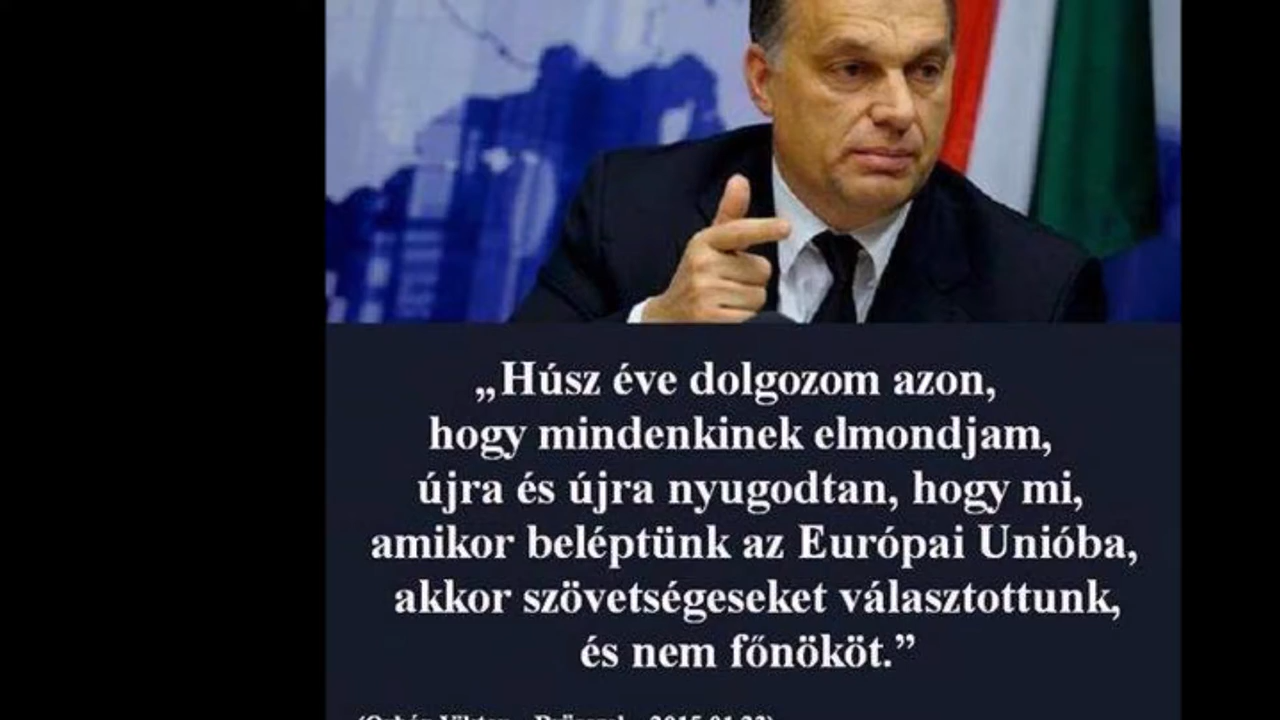 „Húsz éve dolgozom azon,
hogy mindenkinek elmondjam,
újra és újra nyugodtan, hogy mi,
amikor beléptünk az Európai Unióba,
akkor szövetségeseket választottunk,
és nem főnököt.”